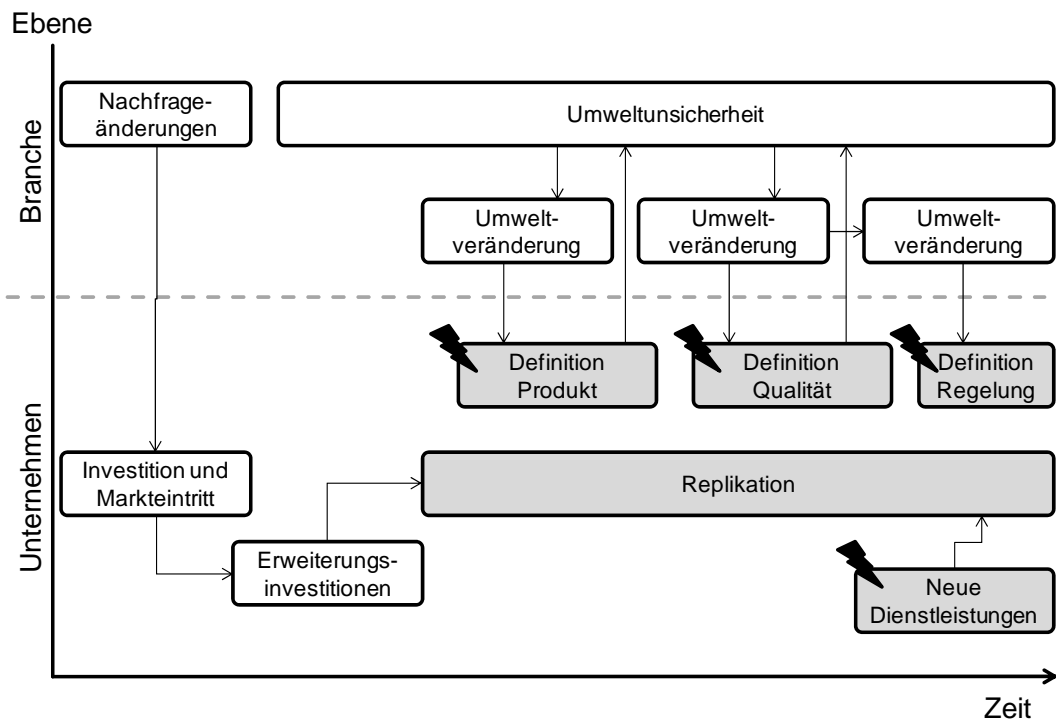 Ebene
Branche
Nachfrage-
änderungen
Umweltunsicherheit
Umwelt-
veränderung
Umwelt-
veränderung
Umwelt-
veränderung
Unternehmen
Definition
Produkt
Definition
Qualität
Definition
Regelung
Investition und
Markteintritt
Replikation
Erweiterungs-
investitionen
Neue
Dienstleistungen
Zeit